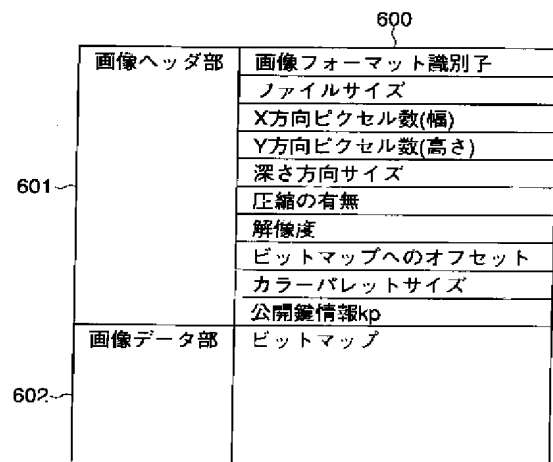 600
画像ヘッダ部 画像フォーマット識別子
ファイルサイズ
X方向ピクセル数(幅)
Y方向ピクセル数(高さ)
深さ方向サイズ
601
圧縮の有無
解像度
ビットマップへのオフセット
カラーパレットサイズ
公開鍵情報kp
画像データ部 ビットマップ
602